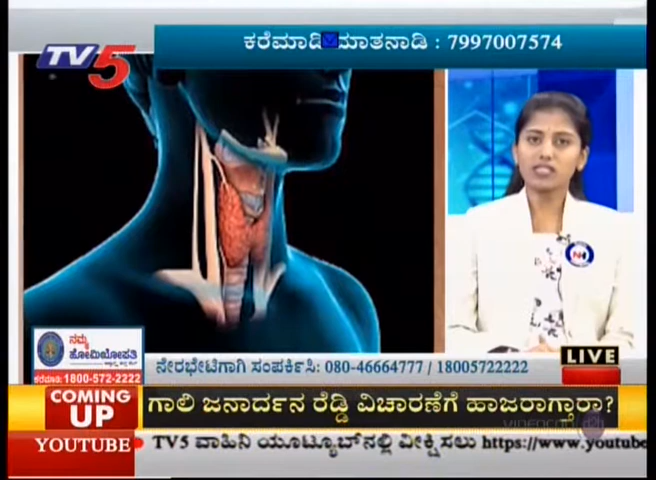 ಕರೆಮಾಡಿ ಮಾತನಾಡಿ : 7997007574
TV5
NH
ನಮ್ಮ
ಹೋಮಿಯೋಪತಿ
ಕರೆಮಾಡಿ: 1800-572-2222
ನೇರಭೇಟಿಗಾಗಿ ಸಂಪರ್ಕಿಸಿ: 080-46664777 / 18005722222
LIVE
COMING UP
ಗಾಲಿ ಜನಾರ್ದನ ರೆಡ್ಡಿ ವಿಚಾರಣೆಗೆ ಹಾಜರಾಗ್ತಾರಾ?
YOUTUBE
TV5 ವಾಹಿನಿ ಯೂಟ್ಯೂಬ್‌ನಲ್ಲಿ ವೀಕ್ಷಿಸಲು https://www.youtube